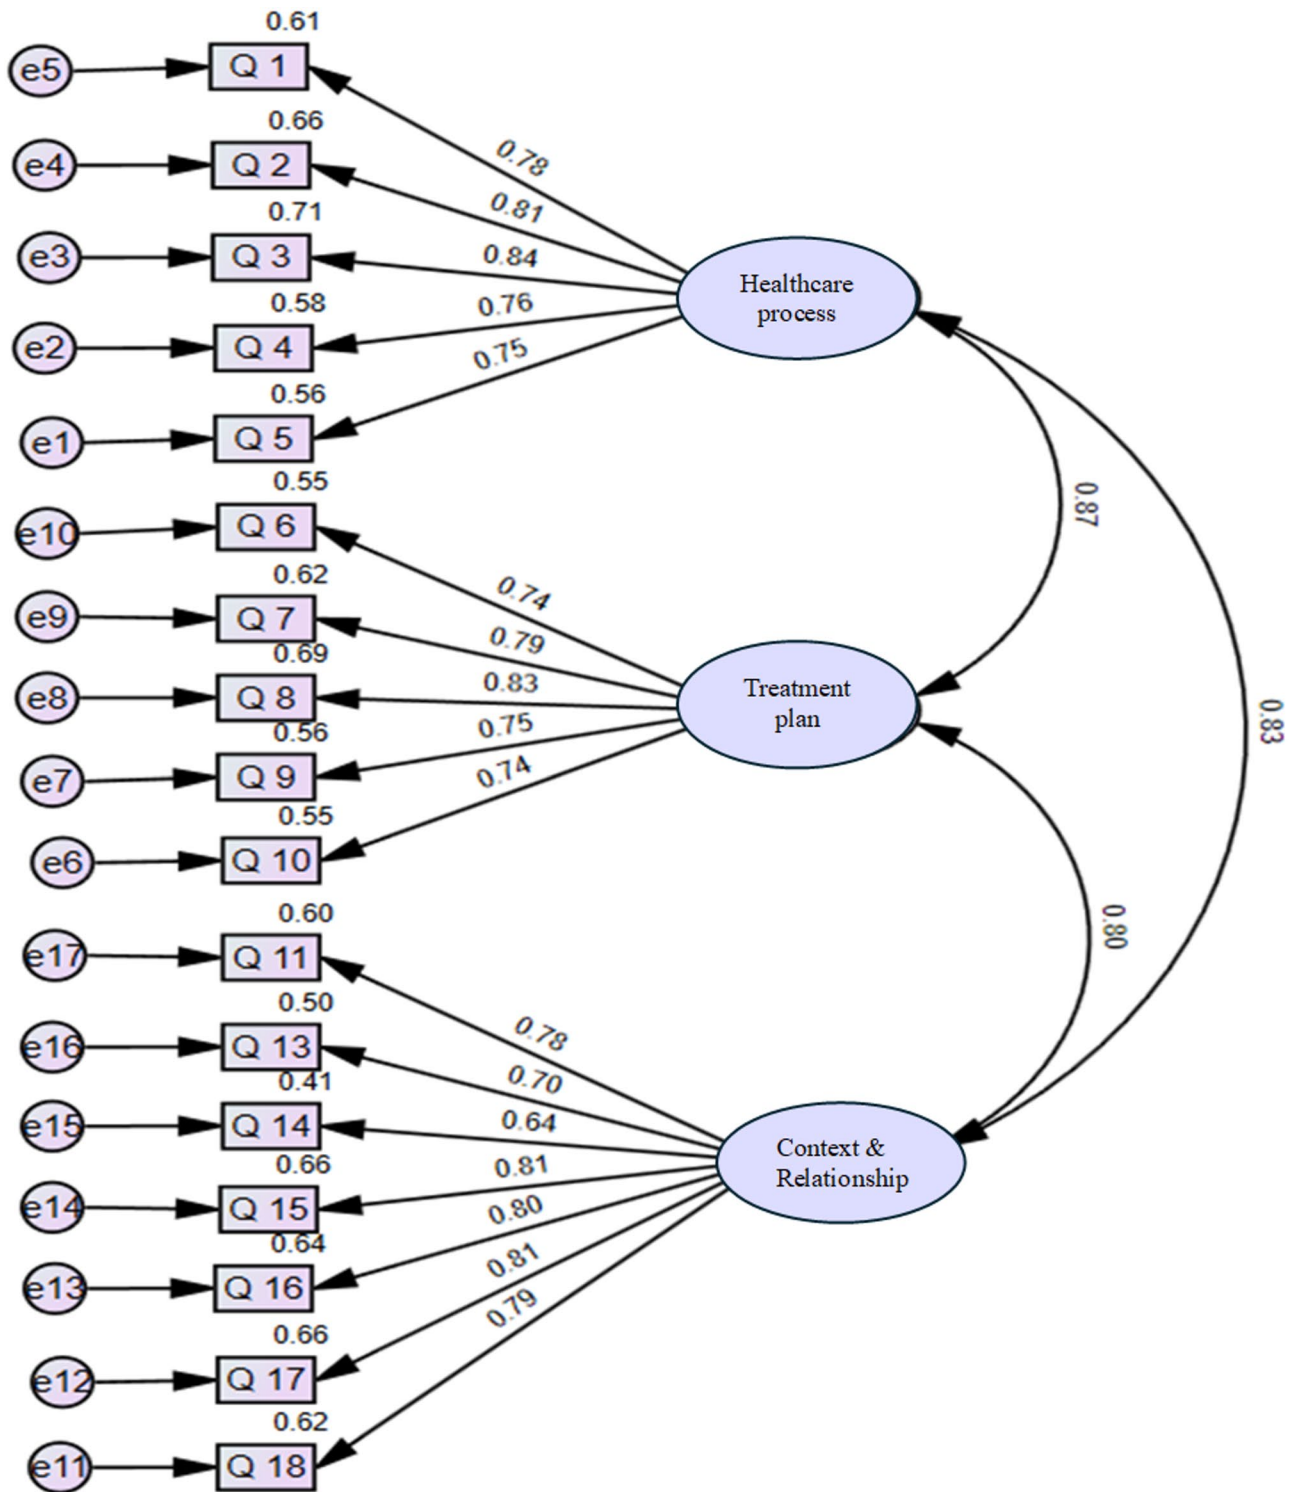 0.61
e5
Q 1
0.66
0.78
e4
Q 2
0.71
0.81
e3
Q 3
0.84
0.58
0.76
e2
Q 4
0.75
0.56
e1
Q 5
Healthcare
process
0.55
e10
Q 6
0.87
0.62
0.74
e9
Q 7
0.79
0.69
e8
Q 8
0.83
0.56
0.75
e7
Q 9
0.74
0.55
e6
Q 10
Treatment
plan
0.83
0.60
e17
Q 11
0.80
0.50
0.78
e16
Q 13
0.70
0.41
e15
Q 14
0.64
0.66
0.81
e14
Q 15
0.80
0.64
e13
Q 16
0.81
0.66
0.79
e12
Q 17
0.62
e11
Q 18
Context &
Relationship